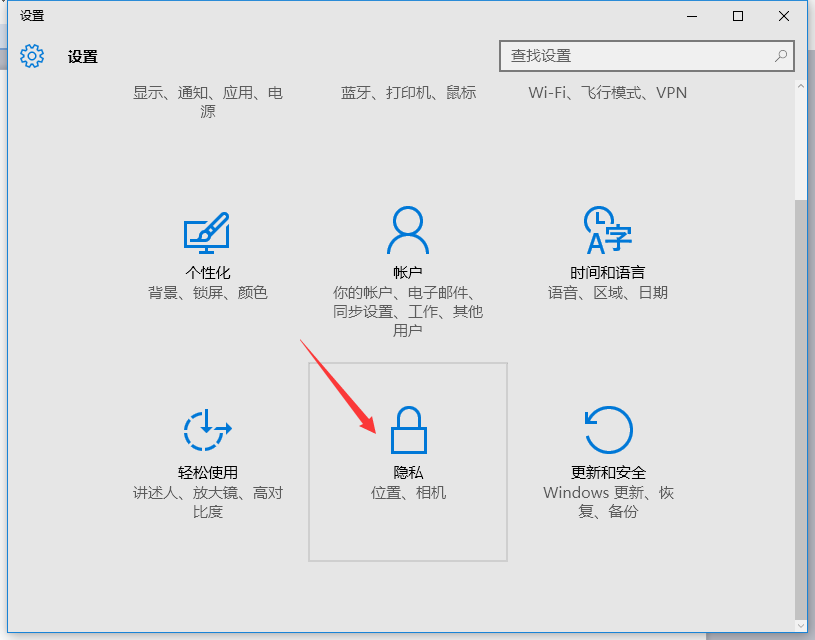 设置
设置
查找设置
显示、通知、应用、电
源
蓝牙、打印机、鼠标
Wi-Fi、飞行模式、VPN
个性化
背景、锁屏、颜色
帐户
你的帐户、电子邮件、
同步设置、工作、其他
用户
A字
时间和语言
语音、区域、日期
轻松使用
讲述人、放大镜、高对
比度
隐私
位置、相机
更新和安全
Windows 更新、恢
复、备份